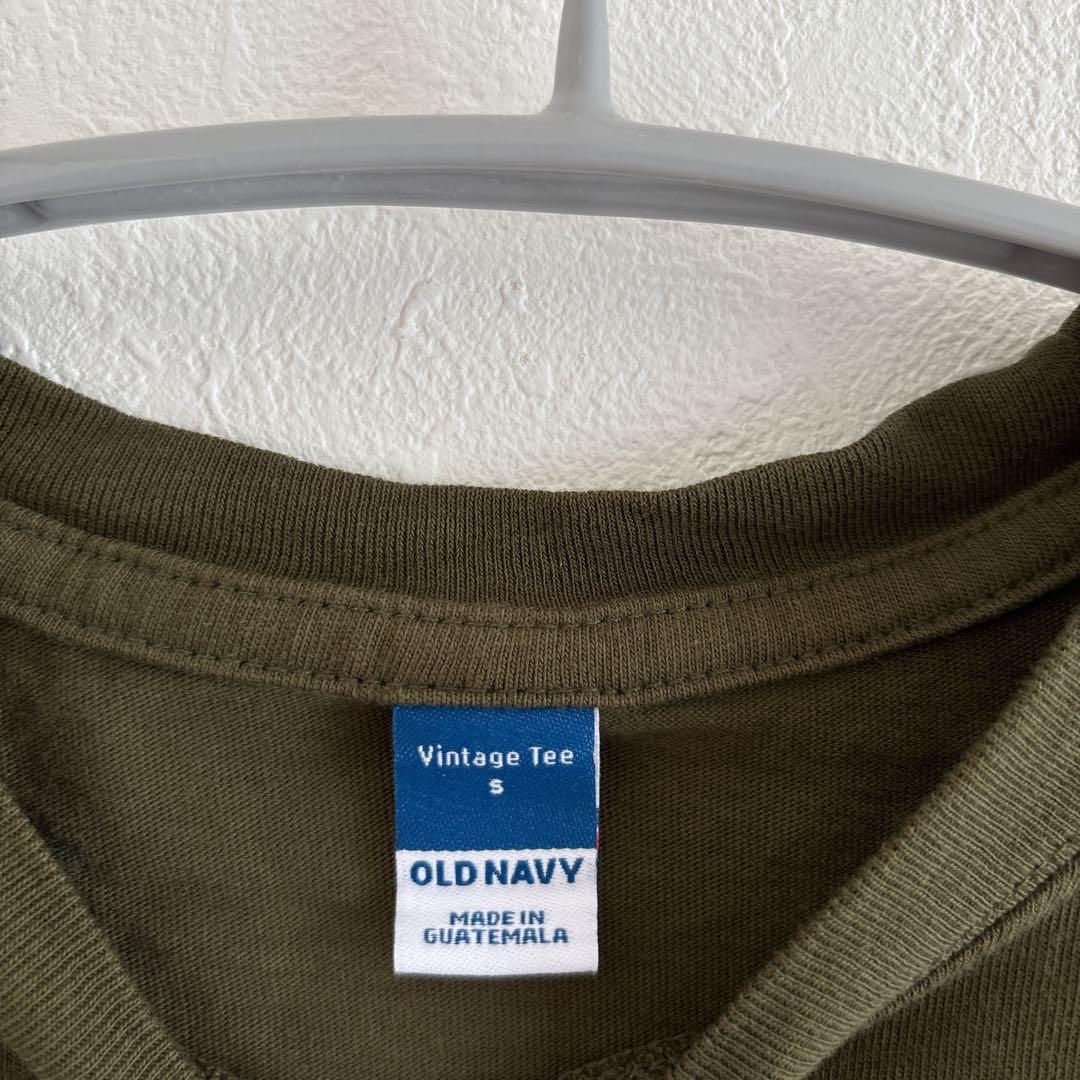 Vintage Tee
S
OLD NAVY
MADE IN
GUATEMALA